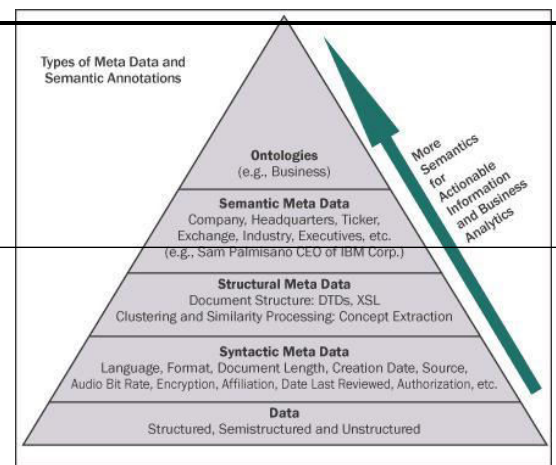 Types of Meta Data and
Semantic Annotations
More
Semantics
for
Actionable
Information
and Business
Analytics
Ontologies
(e.g., Business)
Semantic Meta Data
Company, Headquarters, Ticker,
Exchange, Industry, Executives, etc.
(e.g., Sam Palmisano CEO of IBM Corp.)
Structural Meta Data
Document Structure: DTDs, XSL
Clustering and Similarity Processing: Concept Extraction
Syntactic Meta Data
Language, Format, Document Length, Creation Date, Source,
Audio Bit Rate, Encryption, Affiliation, Date Last Reviewed, Authorization, etc.
Data
Structured, Semistructured and Unstructured